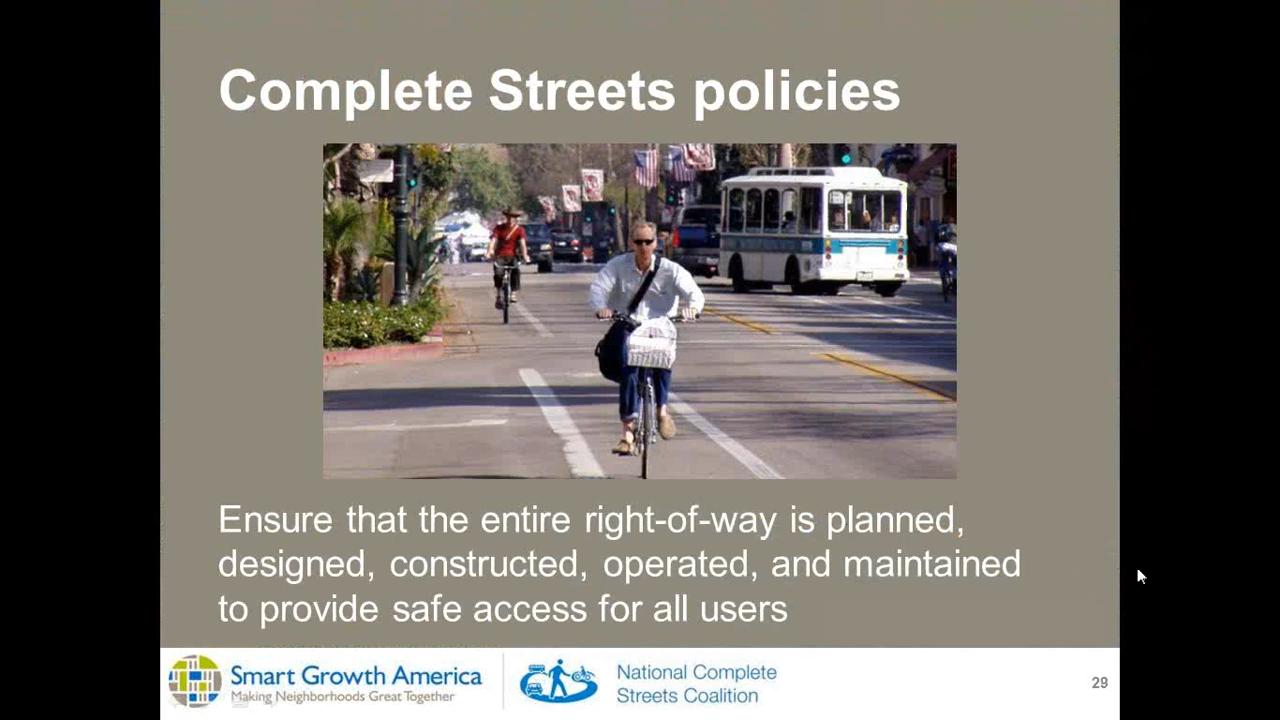 Complete Streets policies
Ensure that the entire right-of-way is planned,
designed, constructed, operated, and maintained
to provide safe access for all users
Smart Growth America
Making Neighborhoods Great Together
National Complete
Streets Coalition
29